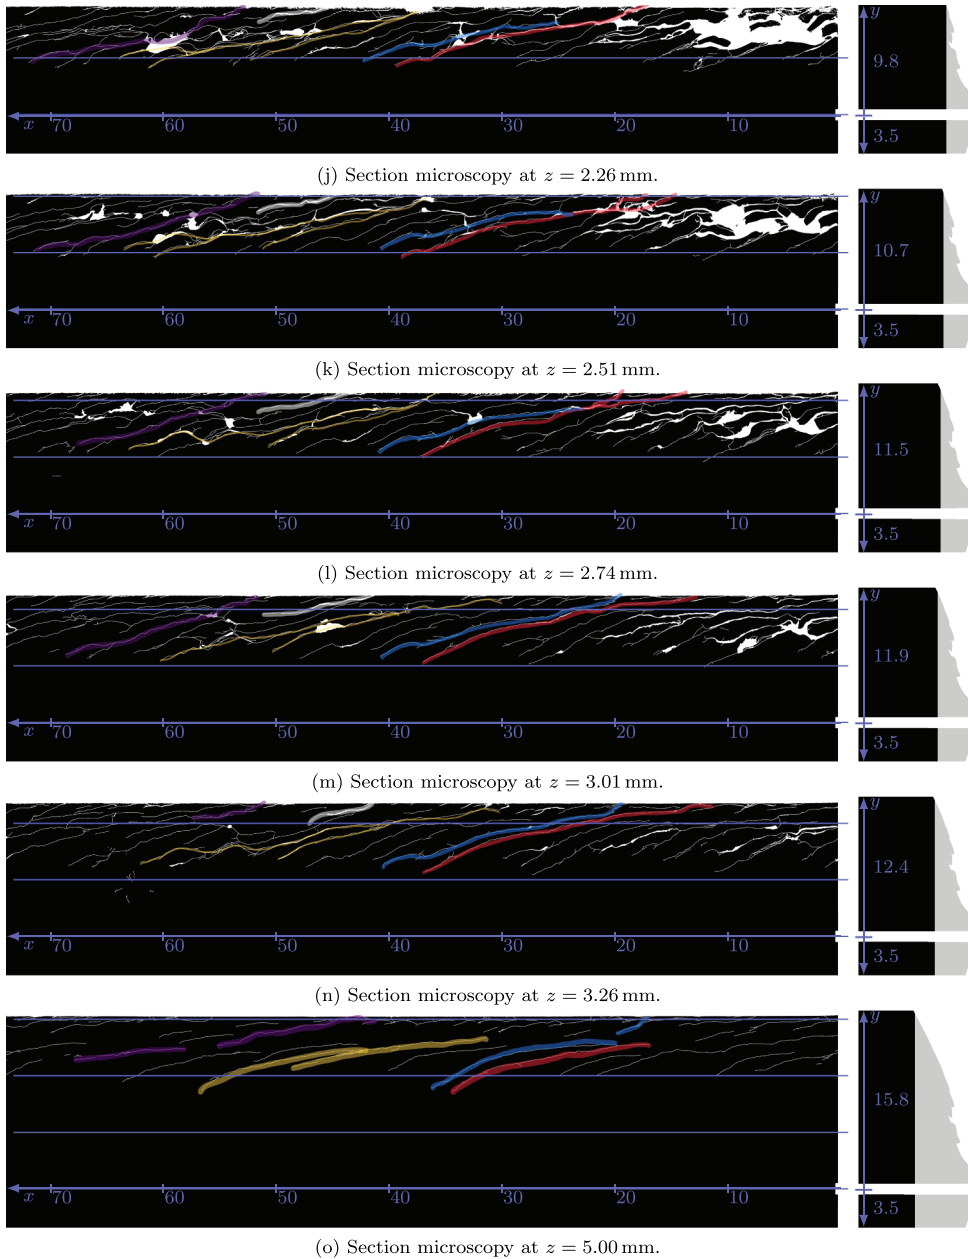 y
9.8
x 70 60 50 40 30 20 10
3.5
(j) Section microscopy at z = 2.26 mm.
y
10.7
x 70 60 50 40 30 20 10
3.5
(k) Section microscopy at z = 2.51 mm.
y
11.5
x 70 60 50 40 30 20 10
3.5
(l) Section microscopy at z = 2.74 mm.
y
11.9
x 70 60 50 40 30 20 10
3.5
(m) Section microscopy at z = 3.01 mm.
y
12.4
x 70 60 50 40 30 20 10
3.5
(n) Section microscopy at z = 3.26 mm.
y
15.8
x 70 60 50 40 30 20 10
3.5
(o) Section microscopy at z = 5.00 mm.